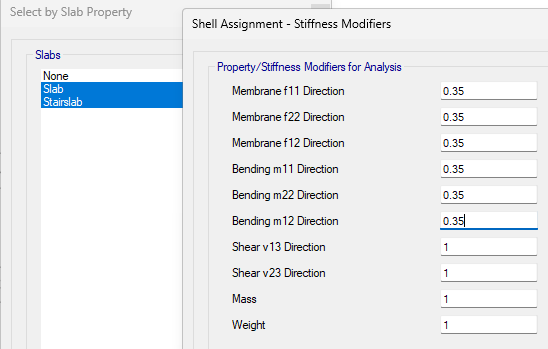 Select by Slab Property
Slabs
None
Slab
Stairslab
Shell Assignment - Stiffness Modifiers
Property/Stiffness Modifiers for Analysis
Membrane f11 Direction 0.35
Membrane f22 Direction 0.35
Membrane f12 Direction 0.35
Bending m11 Direction 0.35
Bending m22 Direction 0.35
Bending m12 Direction 0.35
Shear v13 Direction 1
Shear v23 Direction 1
Mass 1
Weight 1